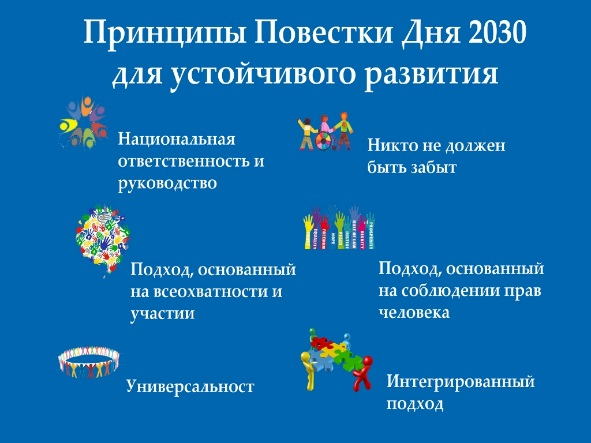 Принципы Повестки Дня 2030
для устойчивого развития
Национальная
ответственность и
руководство
Никто не должен
быть забыт
Подход, основанный
на всеохватности и
участии
Подход, основанный
на соблюдении прав
человека
Универсальност
Интегрированный
подход